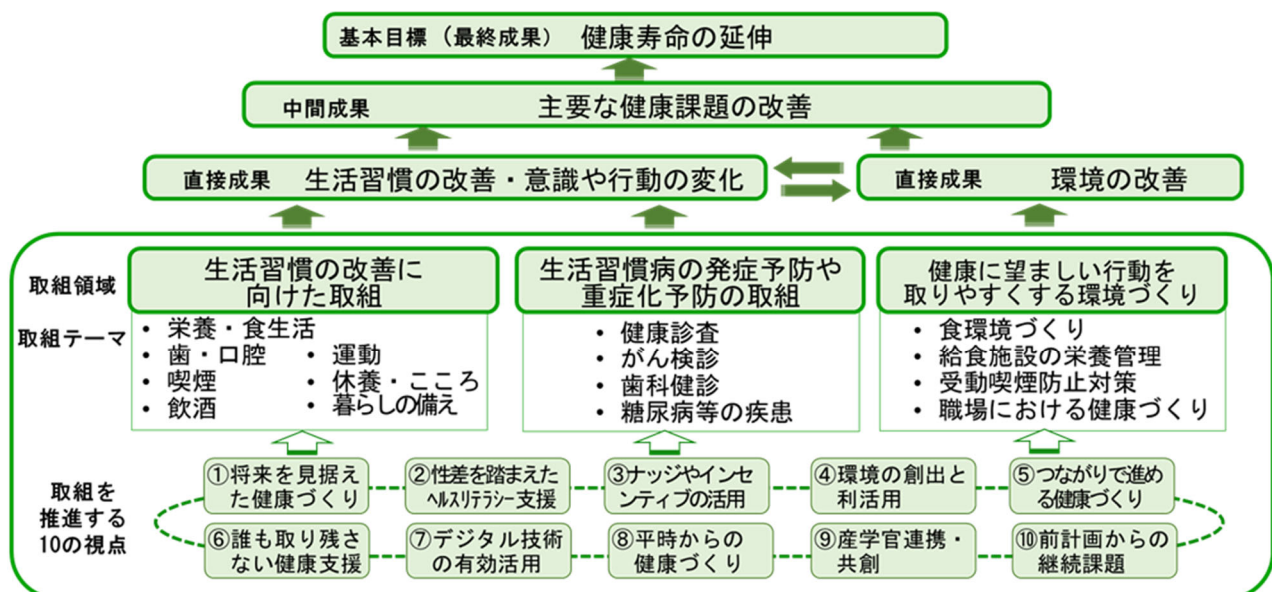 基本目標（最終成果） 健康寿命の延伸
中間成果 主要な健康課題の改善
直接成果 生活習慣の改善・意識や行動の変化
直接成果 環境の改善
取組領域
生活習慣の改善に
向けた取組
生活習慣病の発症予防や
重症化予防の取組
健康に望ましい行動を
取りやすくする環境づくり
取組テーマ
・ 栄養・食生活
・ 歯・口腔
・ 喫煙
・ 飲酒
・ 運動
・ 休養・こころ
・ 暮らしの備え
・ 健康診査
・ がん検診
・ 歯科健診
・ 糖尿病等の疾患
・ 食環境づくり
・ 給食施設の栄養管理
・ 受動喫煙防止対策
・ 職場における健康づくり
取組を
推進する
10の視点
①将来を見据え
た健康づくり
②性差を踏まえた
ヘルスリテラシー支援
③ナッジやインセ
ンティブの活用
④環境の創出と
利活用
⑤つながりで進め
る健康づくり
⑥誰も取り残さ
ない健康支援
⑦デジタル技術
の有効活用
⑧平時からの
健康づくり
⑨産学官連携・
共創
⑩前計画からの
継続課題